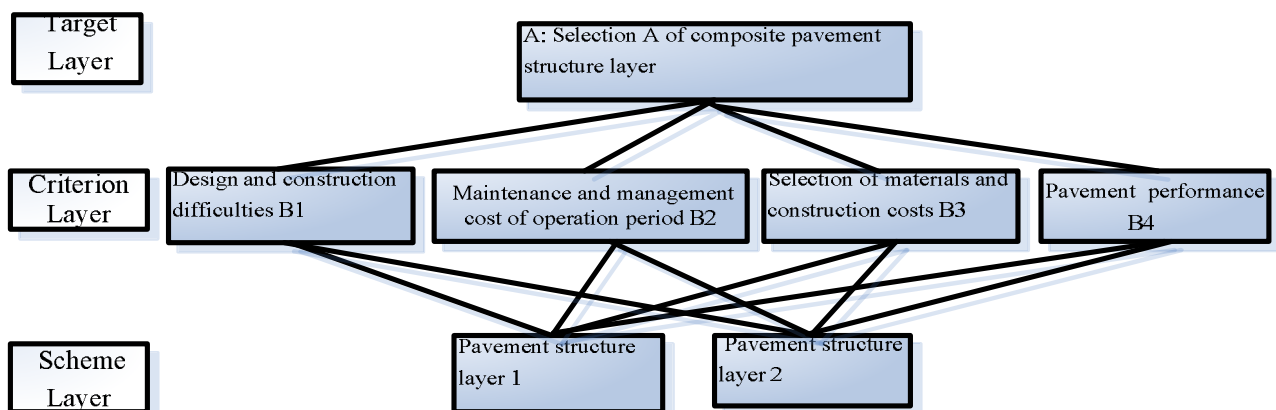 Target
Layer
A: Selection A of composite pavement
structure layer
Criterion
Layer
Design and construction
difficulties B1
Maintenance and management
cost of operation period B2
Selection of materials and
construction costs B3
Pavement performance
B4
Scheme
Layer
Pavement structure
layer 1
Pavement structure
layer 2